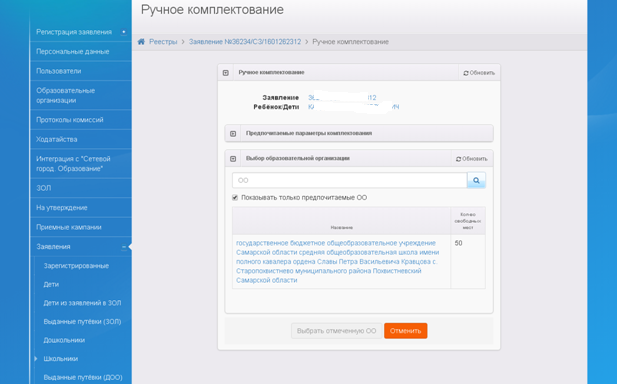 Ручное комплектование
Реестры > Заявление №36234/СЗ/1601262312 > Ручное комплектование
Регистрация заявления
Персональные данные
Пользователи
Образовательные
организации
Протоколы комиссий
Ходатайства
Интеграция с "Сетевой
город. Образование"
ЗОЛ
На утверждение
Приемные кампании
Заявления
Зарегистрированные
Дети
Дети из заявлений в ЗОЛ
Выданные путёвки (ЗОЛ)
Дошкольники
Школьники
Выданные путёвки (ДОО)
Ручное комплектование
Обновить
Заявление
Ребенок/Дети
Предпочитаемые параметры комплектования
Выбор образовательной организации
Обновить
ОО
Показывать только предпочитаемые ОО
Название
Кол-во
свободных
мест
государственное бюджетное общеобразовательное учреждение
Самарской области средняя общеобразовательная школа имени
полного кавалера ордена Славы Петра Васильевича Кравцова с.
Старопохвистнево муниципального района Похвистневский
Самарской области
50
Выбрать отмеченную ОО
Отменить